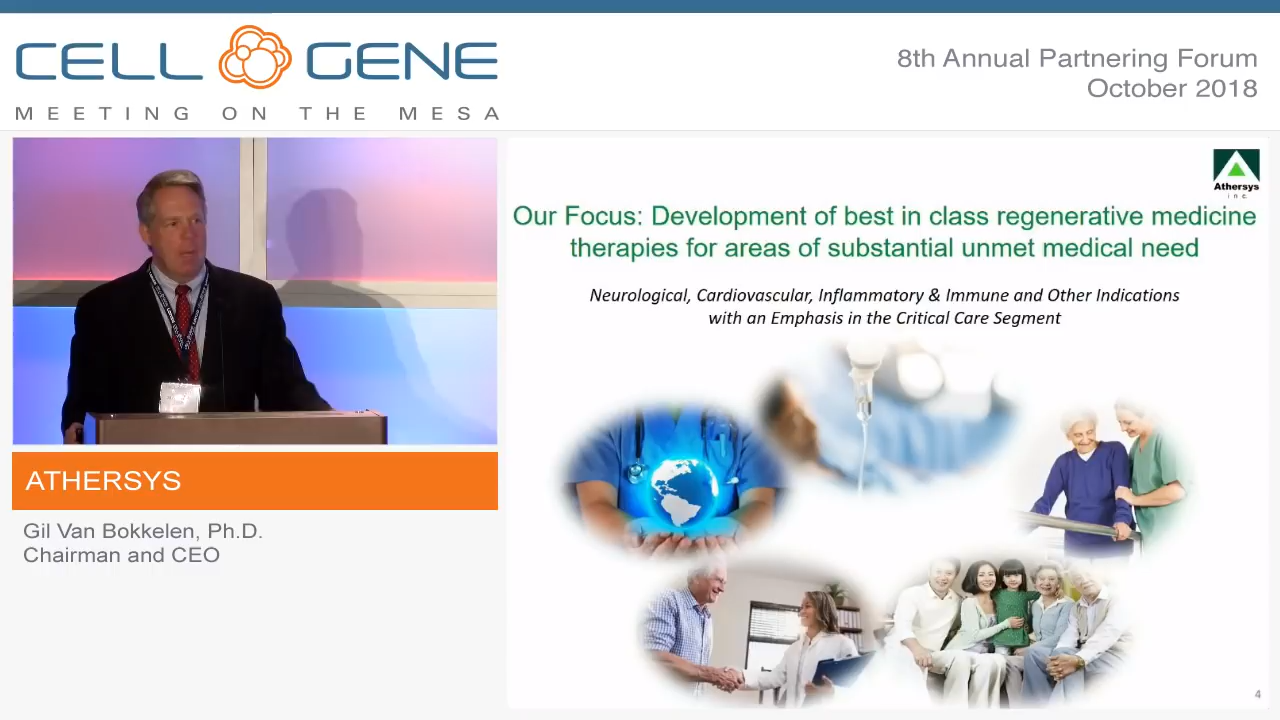 CELL GENE
MEETING ON THE MESA
8th Annual Partnering Forum
October 2018
Athersys
inc.
Our Focus: Development of best in class regenerative medicine
therapies for areas of substantial unmet medical need
Neurological, Cardiovascular, Inflammatory & Immune and Other Indications
with an Emphasis in the Critical Care Segment
ATHERSYS
Gil Van Bokkelen, Ph.D.
Chairman and CEO
4